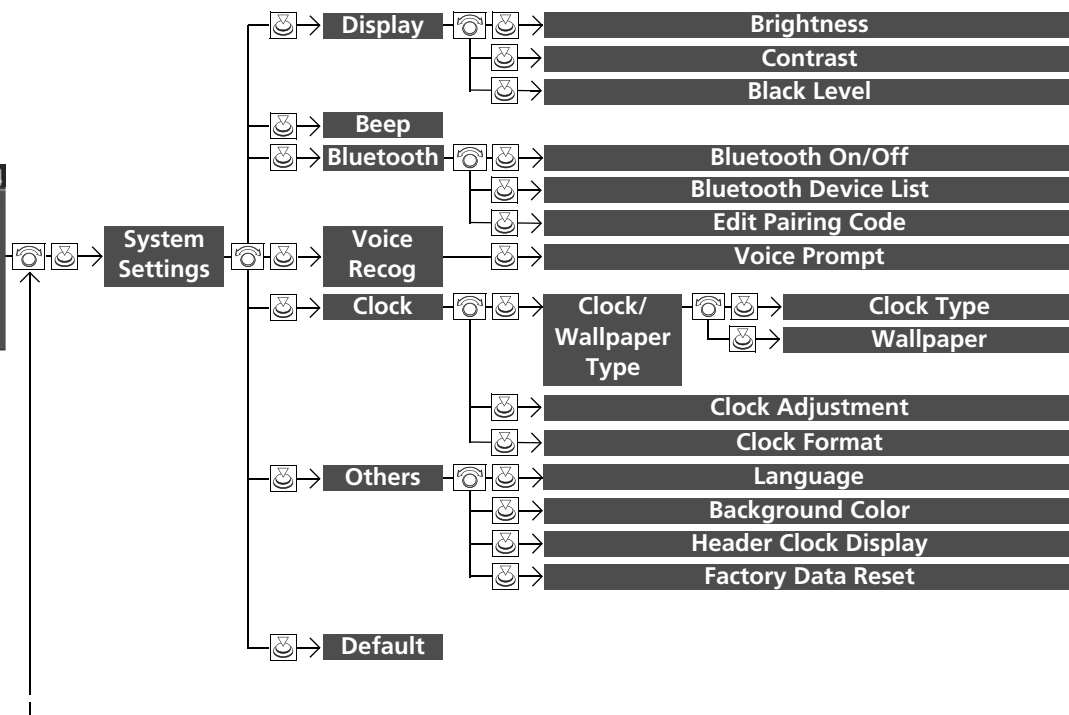 Display
Brightness
Contrast
Black Level
Beep
Bluetooth
Bluetooth On/Off
Bluetooth Device List
Edit Pairing Code
System
Settings
Voice
Recog
Voice Prompt
Clock
Clock/
Wallpaper
Type
Clock Type
Wallpaper
Clock Adjustment
Clock Format
Others
Language
Background Color
Header Clock Display
Factory Data Reset
Default